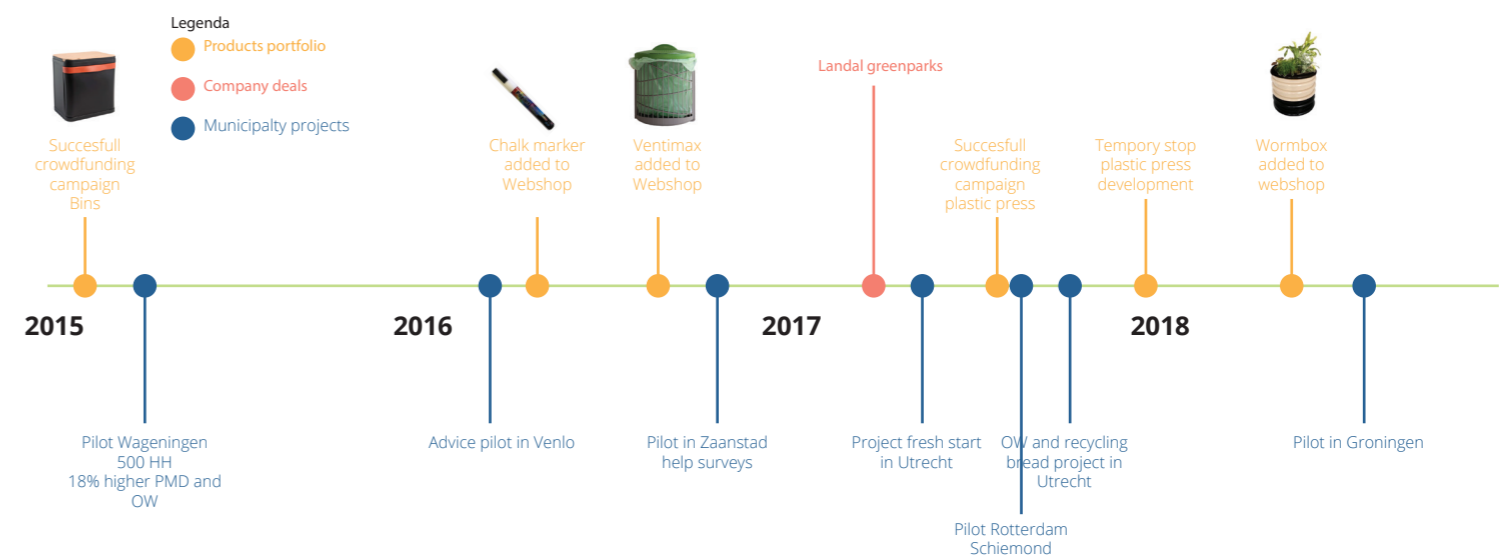 Legenda
Products portfolio
Company deals
Municipalty projects
Succesfull
crowdfunding
campaign
Bins
Chalk marker
added to
Webshop
Ventimax
added to
Webshop
Landal greenparks
Succesfull
crowdfunding
campaign
plastic press
Tempory stop
plastic press
development
Wormbox
added to
webshop
2015
2016
2017
2018
Pilot Wageningen
500 HH
18% higher PMD and
OW
Advice pilot in Venlo
Pilot in Zaanstad
help surveys
Project fresh start
in Utrecht
OW and recycling
bread project in
Utrecht
Pilot Rotterdam
Schiemond
Pilot in Groningen